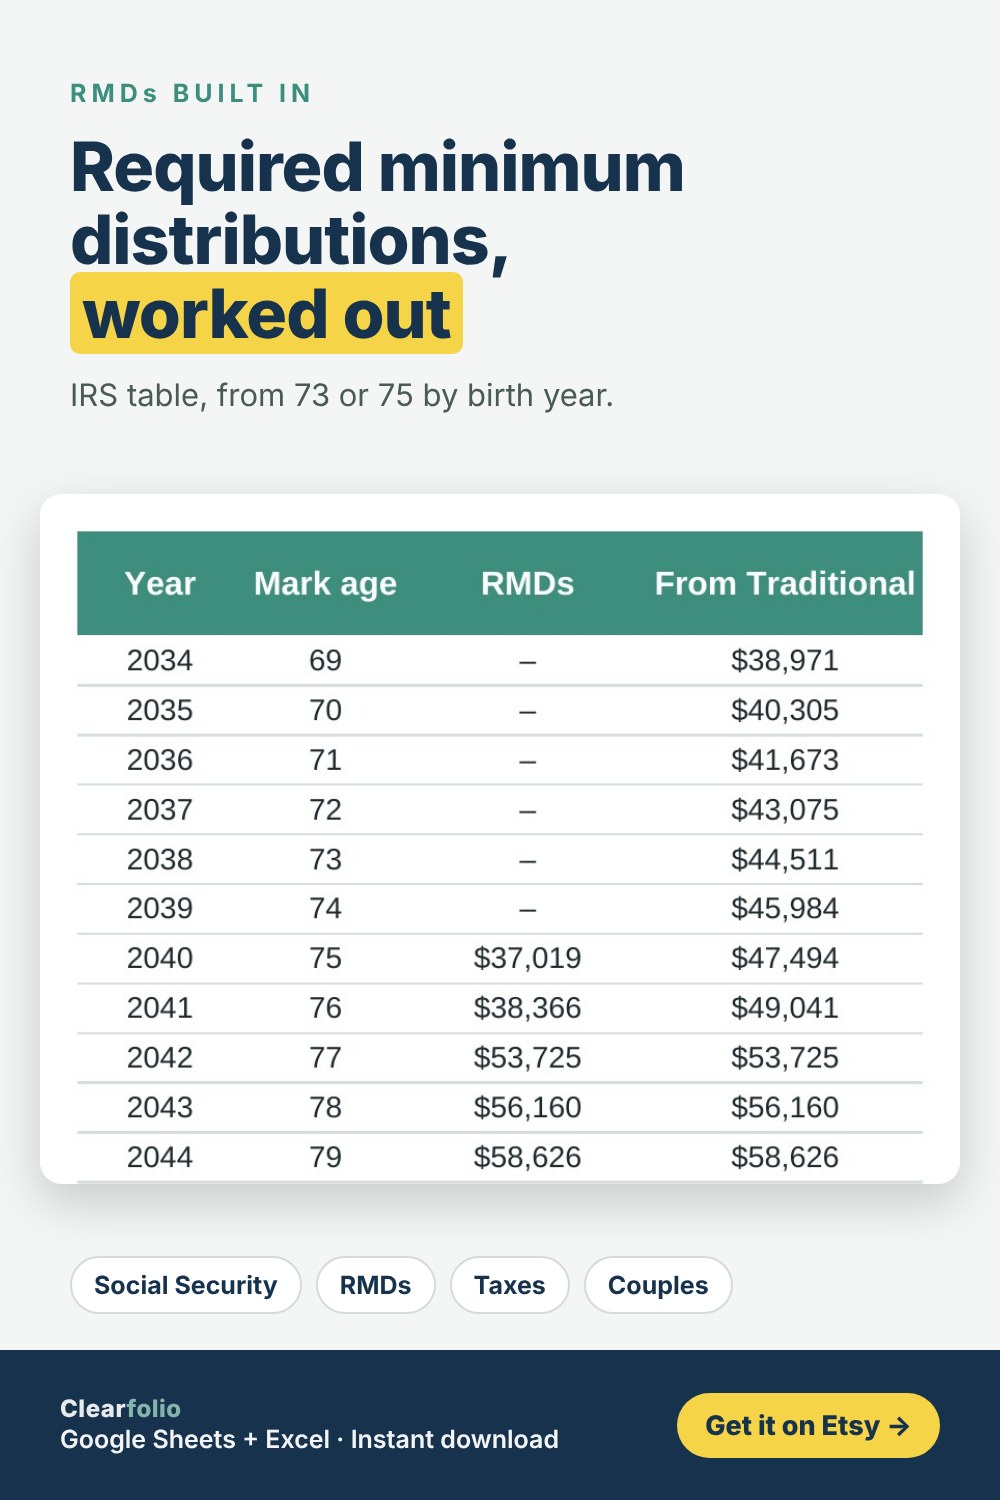 RMDs BUILT IN
Required minimum
distributions,
worked out
IRS table, from 73 or 75 by birth year.
Year Mark age RMDs From Traditional
2034 69 – $38,971
2035 70 – $40,305
2036 71 – $41,673
2037 72 – $43,075
2038 73 – $44,511
2039 74 – $45,984
2040 75 $37,019 $47,494
2041 76 $38,366 $49,041
2042 77 $53,725 $53,725
2043 78 $56,160 $56,160
2044 79 $58,626 $58,626
Social Security RMDs Taxes Couples
Clearfolio
Google Sheets + Excel · Instant download
Get it on Etsy →